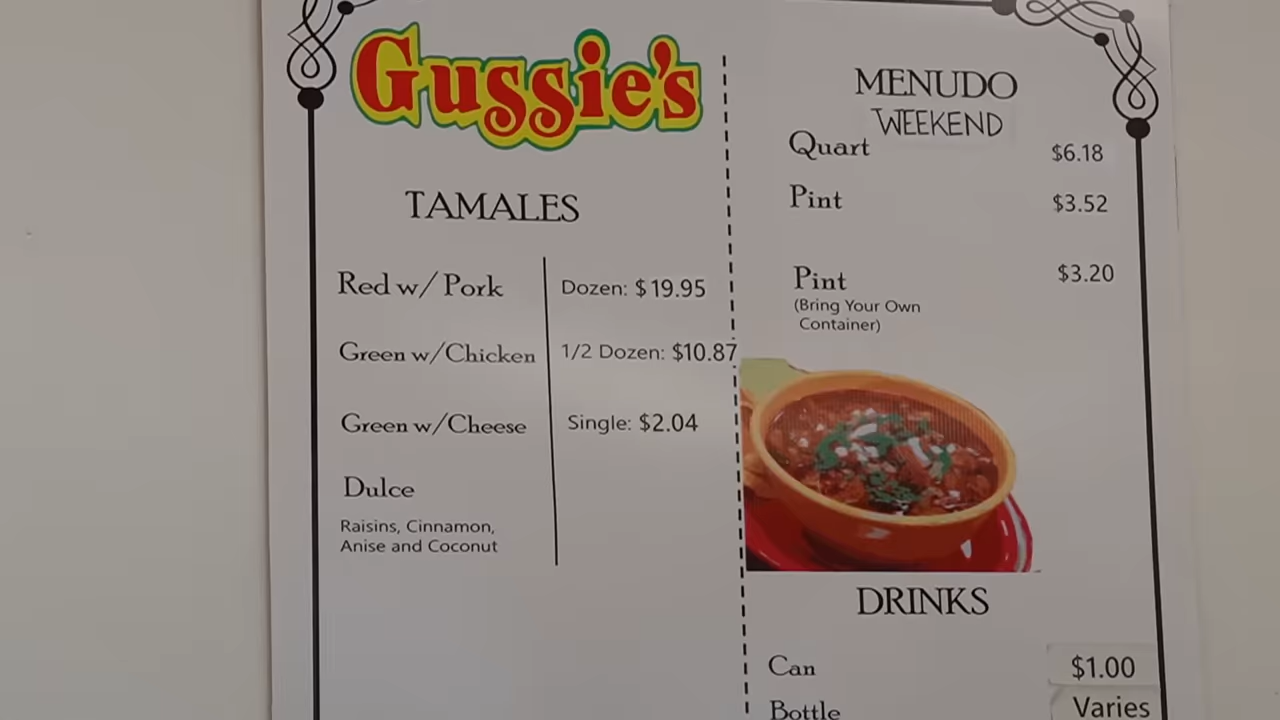 Gussie's
TAMALES
Red w/ Pork
Dozen: $19.95
Green w/Chicken
1/2 Dozen: $10.87
Green w/Cheese
Single: $2.04
Dulce
Raisins, Cinnamon,
Anise and Coconut
MENUDO
WEEKEND
Quart $6.18
Pint $3.52
Pint $3.20
(Bring Your Own
Container)
DRINKS
Can $1.00
Bottle Varies